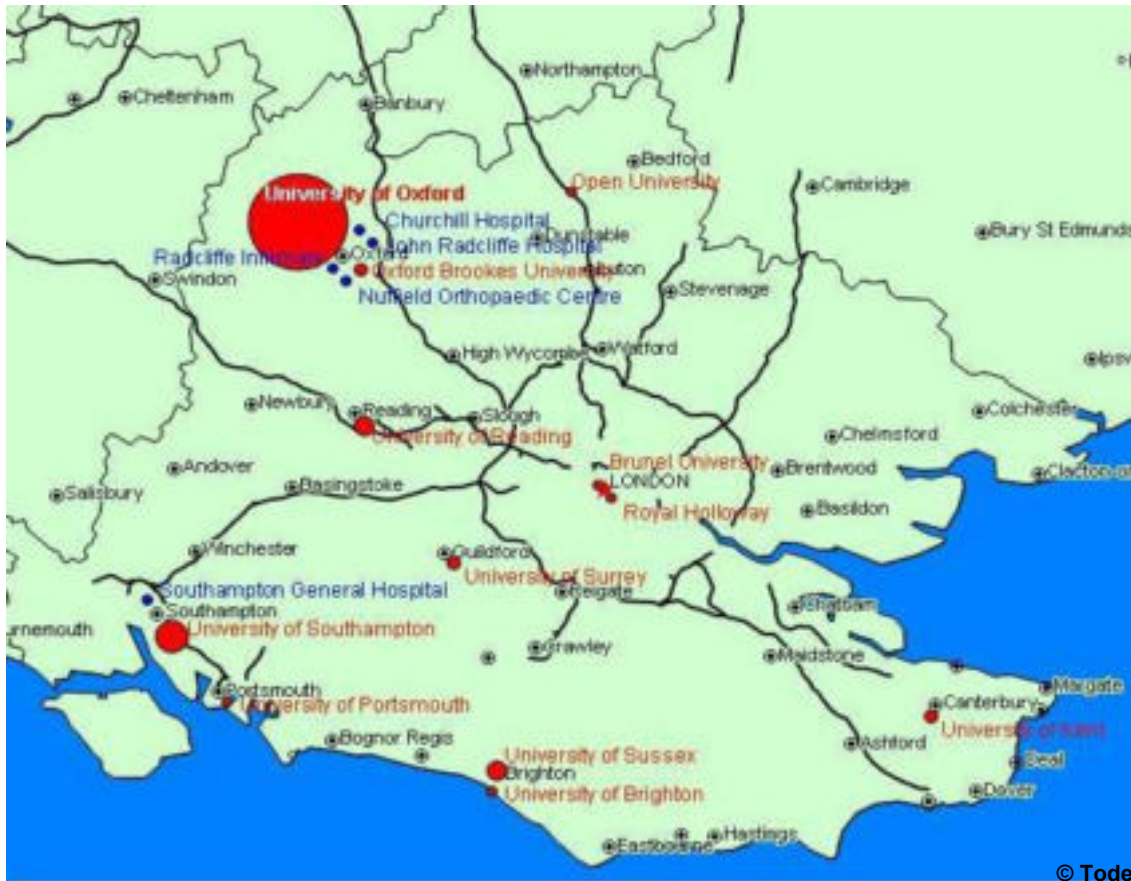 Northampton
Cheltenham
Banbury
Bedford
Open University
Cambridge
University of Oxford
Churchill Hospital
Dunstable
Bury St Edmunds
John Radcliffe Hospital
Radcliffe
Oxford
Oxford Brookes University
Swindon
Nuffield Orthopaedic Centre
Stevenage
High Wycombe
Watford
Newbury
Reading
Slough
Colchester
University of Reading
Chelmsford
Andover
Brunel University
Brentwood
Clacton-on
Basingstoke
LONDON
Salisbury
Royal Holloway
Basildon
Winchester
Guildford
University of Surrey
Southampton General Hospital
Reigate
Southampton
Chatham
urnemouth
University of Southampton
Crawley
Maidstone
Portsmouth
Margate
University of Portsmouth
Canterbury
University of Kent
Bognor Regis
Ashford
University of Sussex
Deal
Brighton
University of Brighton
Dover
Eastbourne
Hastings
© Tode